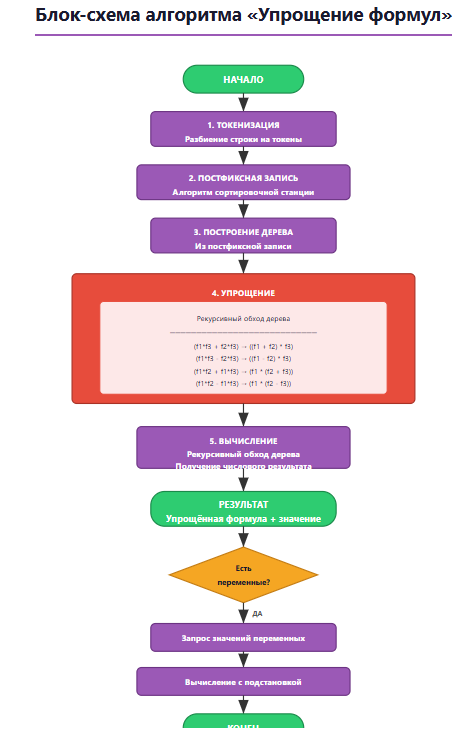 Блок-схема алгоритма «Упрощение формул»
НАЧАЛО
1. ТОКЕНИЗАЦИЯ
Разбиение строки на токены
2. ПОСТФИКСНАЯ ЗАПИСЬ
Алгоритм сортировочной станции
3. ПОСТРОЕНИЕ ДЕРЕВА
Из постфиксной записи
4. УПРОЩЕНИЕ
Рекурсивный обход дерева
(f1*f3 + f2*f3) → ((f1 + f2) * f3)
(f1*f3 - f2*f3) → ((f1 - f2) * f3)
(f1*f2 + f1*f3) → (f1 * (f2 + f3))
(f1*f2 - f1*f3) → (f1 * (f2 - f3))
5. ВЫЧИСЛЕНИЕ
Рекурсивный обход дерева
Получение числового результата
РЕЗУЛЬТАТ
Упрощённая формула + значение
Есть
переменные?
ДА
Запрос значений переменных
Вычисление с подстановкой
КОНЕЦ